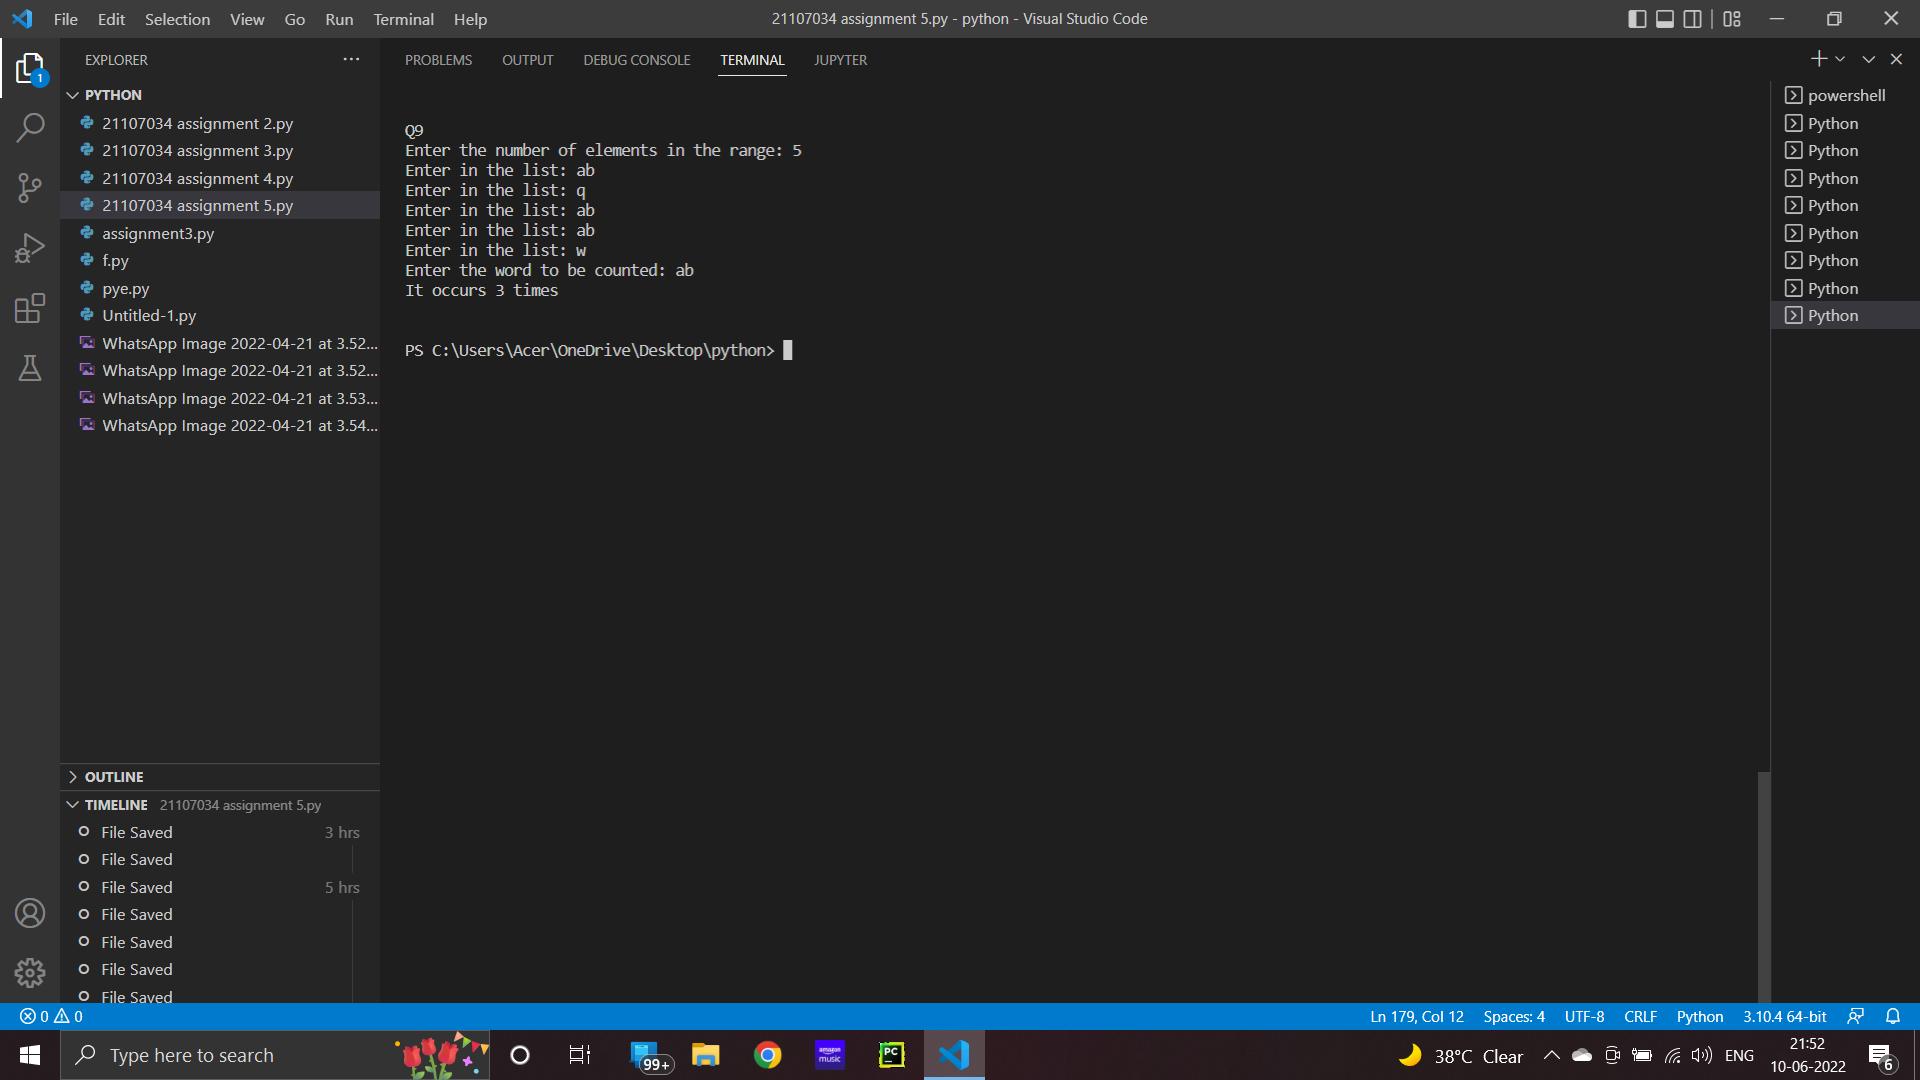 File Edit Selection View Go Run Terminal Help
21107034 assignment 5.py - python - Visual Studio Code
EXPLORER
PYTHON
21107034 assignment 2.py
21107034 assignment 3.py
21107034 assignment 4.py
21107034 assignment 5.py
assignment3.py
f.py
pye.py
Untitled-1.py
WhatsApp Image 2022-04-21 at 3.52...
WhatsApp Image 2022-04-21 at 3.52...
WhatsApp Image 2022-04-21 at 3.53...
WhatsApp Image 2022-04-21 at 3.54...
OUTLINE
TIMELINE 21107034 assignment 5.py
File Saved 3 hrs
File Saved
File Saved 5 hrs
File Saved
File Saved
File Saved
File Saved
1
PROBLEMS OUTPUT DEBUG CONSOLE TERMINAL JUPYTER
Q9
Enter the number of elements in the range: 5
Enter in the list: ab
Enter in the list: q
Enter in the list: ab
Enter in the list: ab
Enter in the list: w
Enter the word to be counted: ab
It occurs 3 times
PS C:\Users\Acer\OneDrive\Desktop\python>
powershell
Python
Python
Python
Python
Python
Python
Python
Python
0 0
Ln 179, Col 12 Spaces: 4 UTF-8 CRLF Python 3.10.4 64-bit
Type here to search
99+
amazon music
PC
38°C Clear
ENG
21:52
10-06-2022
6